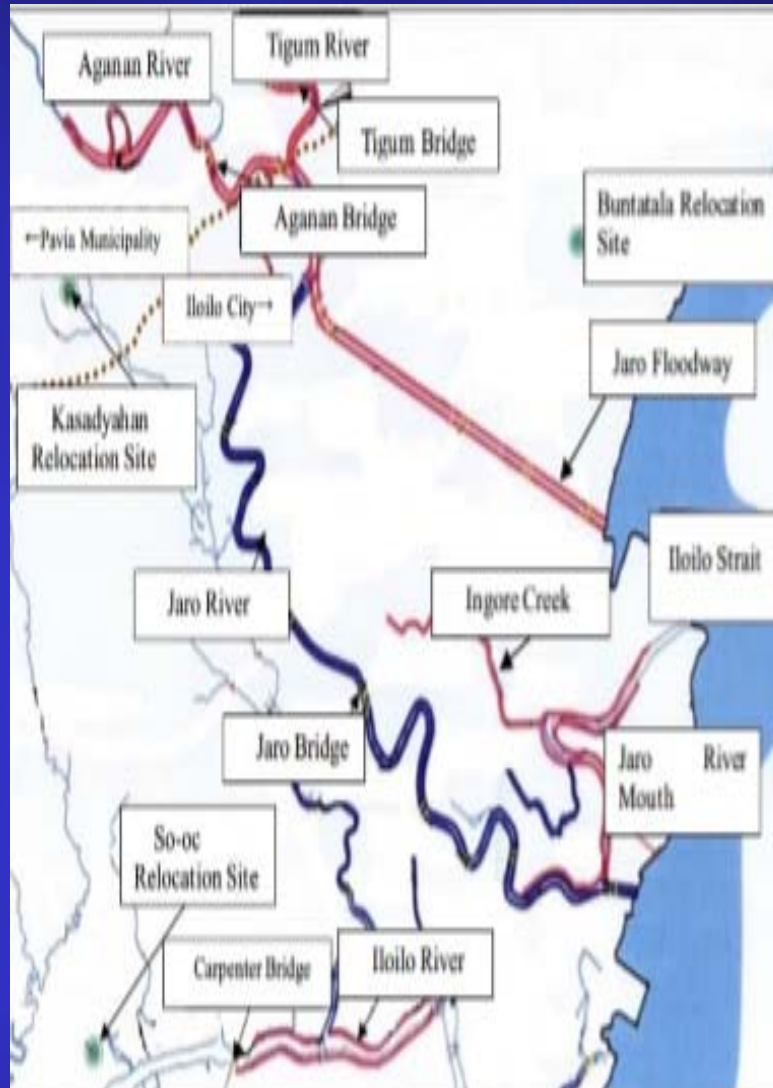 Tigum River
Aganan River
Tigum Bridge
Aganan Bridge
Buntatala Relocation
Site
←Pavia Municipality
Iloilo City→
Jaro Floodway
Kasadyahan
Relocation Site
Iloilo Strait
Jaro River
Ingore Creek
Jaro Bridge
Jaro River
Mouth
So-oc
Relocation Site
Carpenter Bridge
Iloilo River